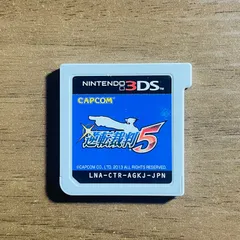 NINTENDO 3DS
CAPCOM
逆転裁判5
©CAPCOM CO., LTD. 2013 ALL RIGHTS RESERVED.
LNA-CTR-AGKJ-JPN